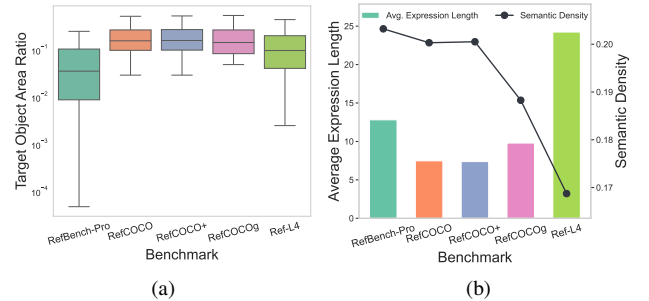 Target Object Area Ratio
10⁻¹
10⁻²
10⁻³
10⁻⁴
RefBench-Pro
RefCOCO
RefCOCO+
RefCOCOg
Ref-L4
Benchmark
(a)
Avg. Expression Length
Semantic Density
Average Expression Length
25
20
15
10
5
0
0.20
0.19
0.18
0.17
Semantic Density
RefBench-Pro
RefCOCO
RefCOCO+
RefCOCOg
Ref-L4
Benchmark
(b)